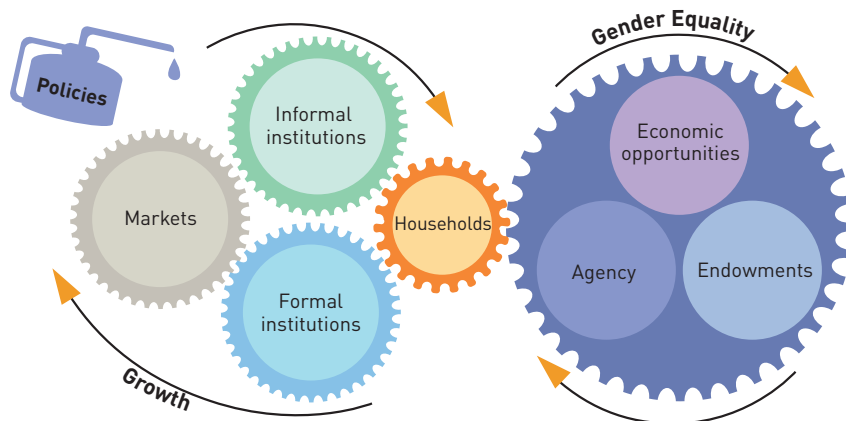 Policies
Informal
institutions
Markets
Households
Formal
institutions
Growth
Gender Equality
Economic
opportunities
Agency
Endowments